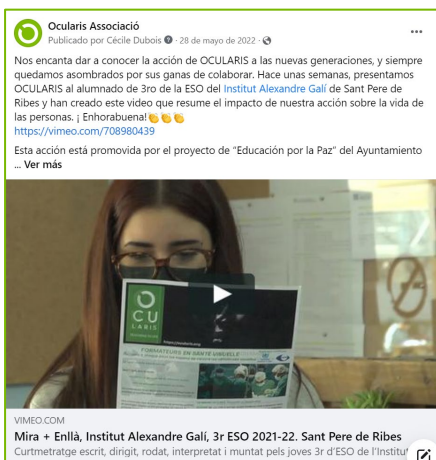 Ocularis Associació
Publicado por Cécile Dubois · 28 de mayo de 2022 ·
Nos encanta dar a conocer la acción de OCULARIS a las nuevas generaciones, y siempre
quedamos asombrados por sus ganas de colaborar. Hace unas semanas, presentamos
OCULARIS al alumnado de 3ro de la ESO del Institut Alexandre Galí de Sant Pere de
Ribes y han creado este video que resume el impacto de nuestra acción sobre la vida de
las personas. ¡ Enhorabuena!👏👏👏
https://vimeo.com/708980439
Esta acción está promovida por el proyecto de “Educación por la Paz” del Ayuntamiento
... Ver más
OCU
LARIS
FORMATEURS EN SANTÉ VISUELLE
VIMEO.COM
Mira + Enllà, Institut Alexandre Galí, 3r ESO 2021-22. Sant Pere de Ribes
Curtmetratge escrit, dirigit, rodat, interpretat i muntat pels joves 3r d'ESO de l'Institut